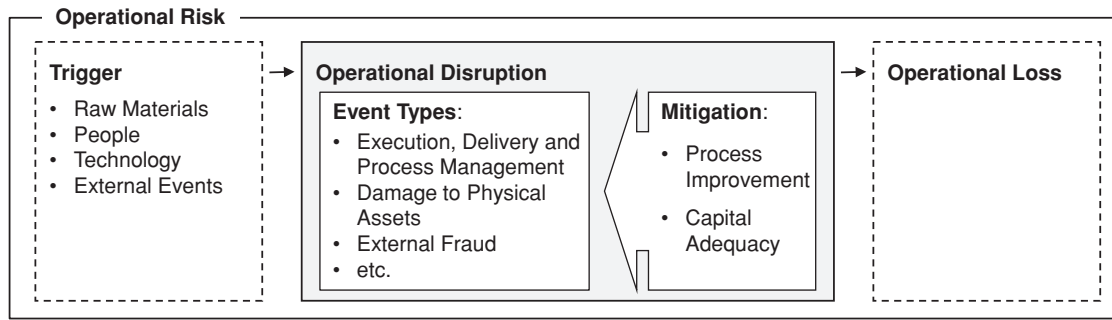 Operational Risk
Trigger
• Raw Materials
• People
• Technology
• External Events
Operational Disruption
Event Types:
• Execution, Delivery and
Process Management
• Damage to Physical
Assets
• External Fraud
• etc.
Mitigation:
• Process
Improvement
• Capital
Adequacy
Operational Loss